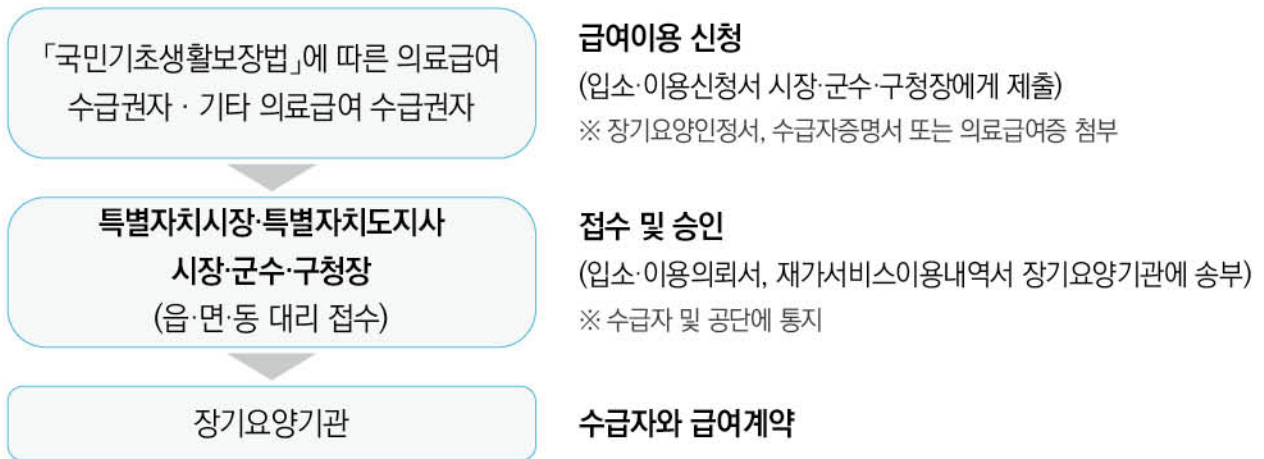 「국민기초생활보장법」에 따른 의료급여
수급권자 · 기타 의료급여 수급권자
급여이용 신청
(입소·이용신청서 시장·군수·구청장에게 제출)
※ 장기요양인정서, 수급자증명서 또는 의료급여증 첨부
특별자치시장·특별자치도지사
시장·군수·구청장
(읍·면·동 대리 접수)
접수 및 승인
(입소·이용의뢰서, 재가서비스이용내역서 장기요양기관에 송부)
※ 수급자 및 공단에 통지
장기요양기관
수급자와 급여계약